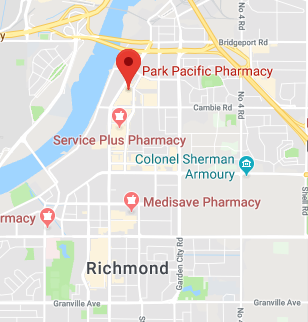 No 4 Rd
Bridgeport Rd
Park Pacific Pharmacy
No 4 Rd
Cambie Rd
Service Plus Pharmacy
Colonel Sherman
Armoury
Shell Rd
Medisave Pharmacy
armacy
Garden City Rd
Richmond
Granville Ave
Granville Ave